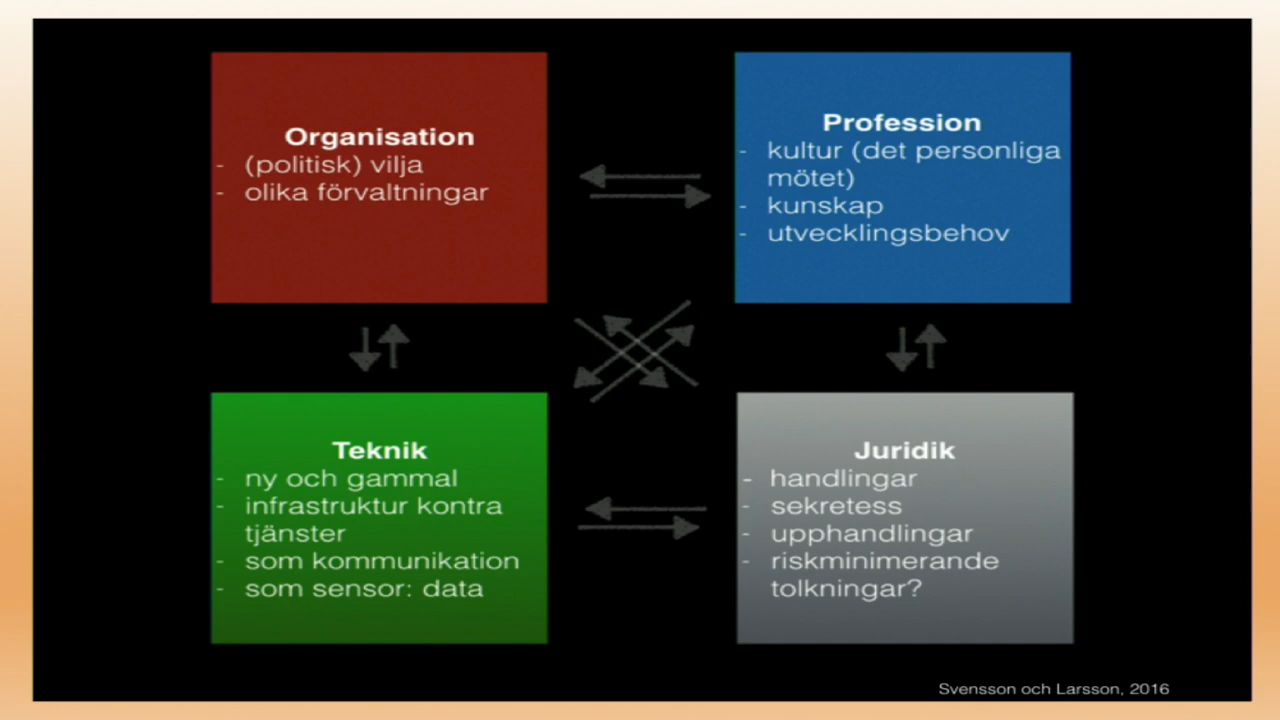 Organisation
- (politisk) vilja
- olika förvaltningar
Profession
- kultur (det personliga
mötet)
- kunskap
- utvecklingsbehov
Teknik
- ny och gammal
- infrastruktur kontra
tjänster
- som kommunikation
- som sensor: data
Juridik
- handlingar
- sekretess
- upphandlingar
- riskminimerande
tolkningar?
Svensson och Larsson, 2016